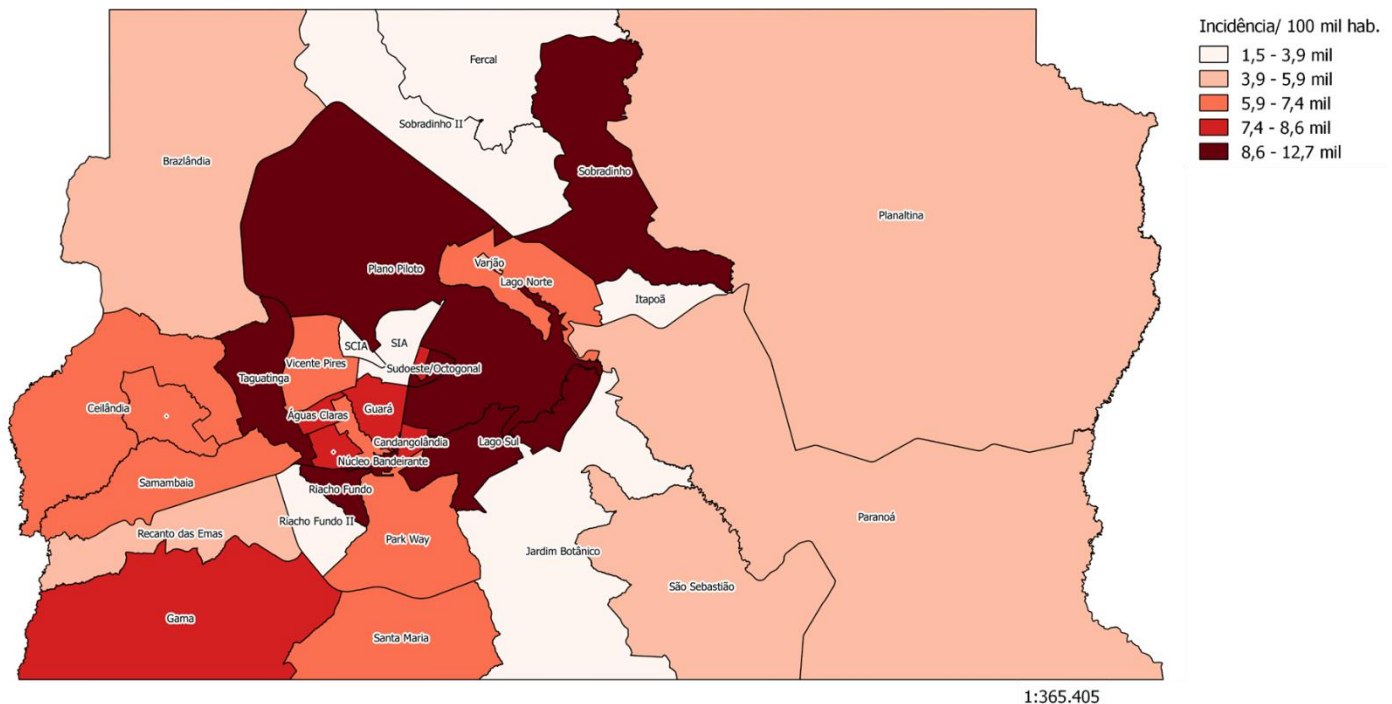 Incidência/ 100 mil hab.
1,5 - 3,9 mil
3,9 - 5,9 mil
5,9 - 7,4 mil
7,4 - 8,6 mil
8,6 - 12,7 mil
Fercal
Sobradinho II
Brazlândia
Sobradinho
Planaltina
Varjão
Plano Piloto
Lago Norte
Itapoã
SCIA
SIA
Vicente Pires
Sudoeste/Octogonal
Taguatinga
Ceilândia
Águas Claras
Guará
Candangolândia
Lago Sul
Núcleo Bandeirante
Samambaia
Riacho Fundo
Paranoá
Riacho Fundo II
Recanto das Emas
Park Way
Jardim Botânico
São Sebastião
Gama
Santa Maria
1:365.405